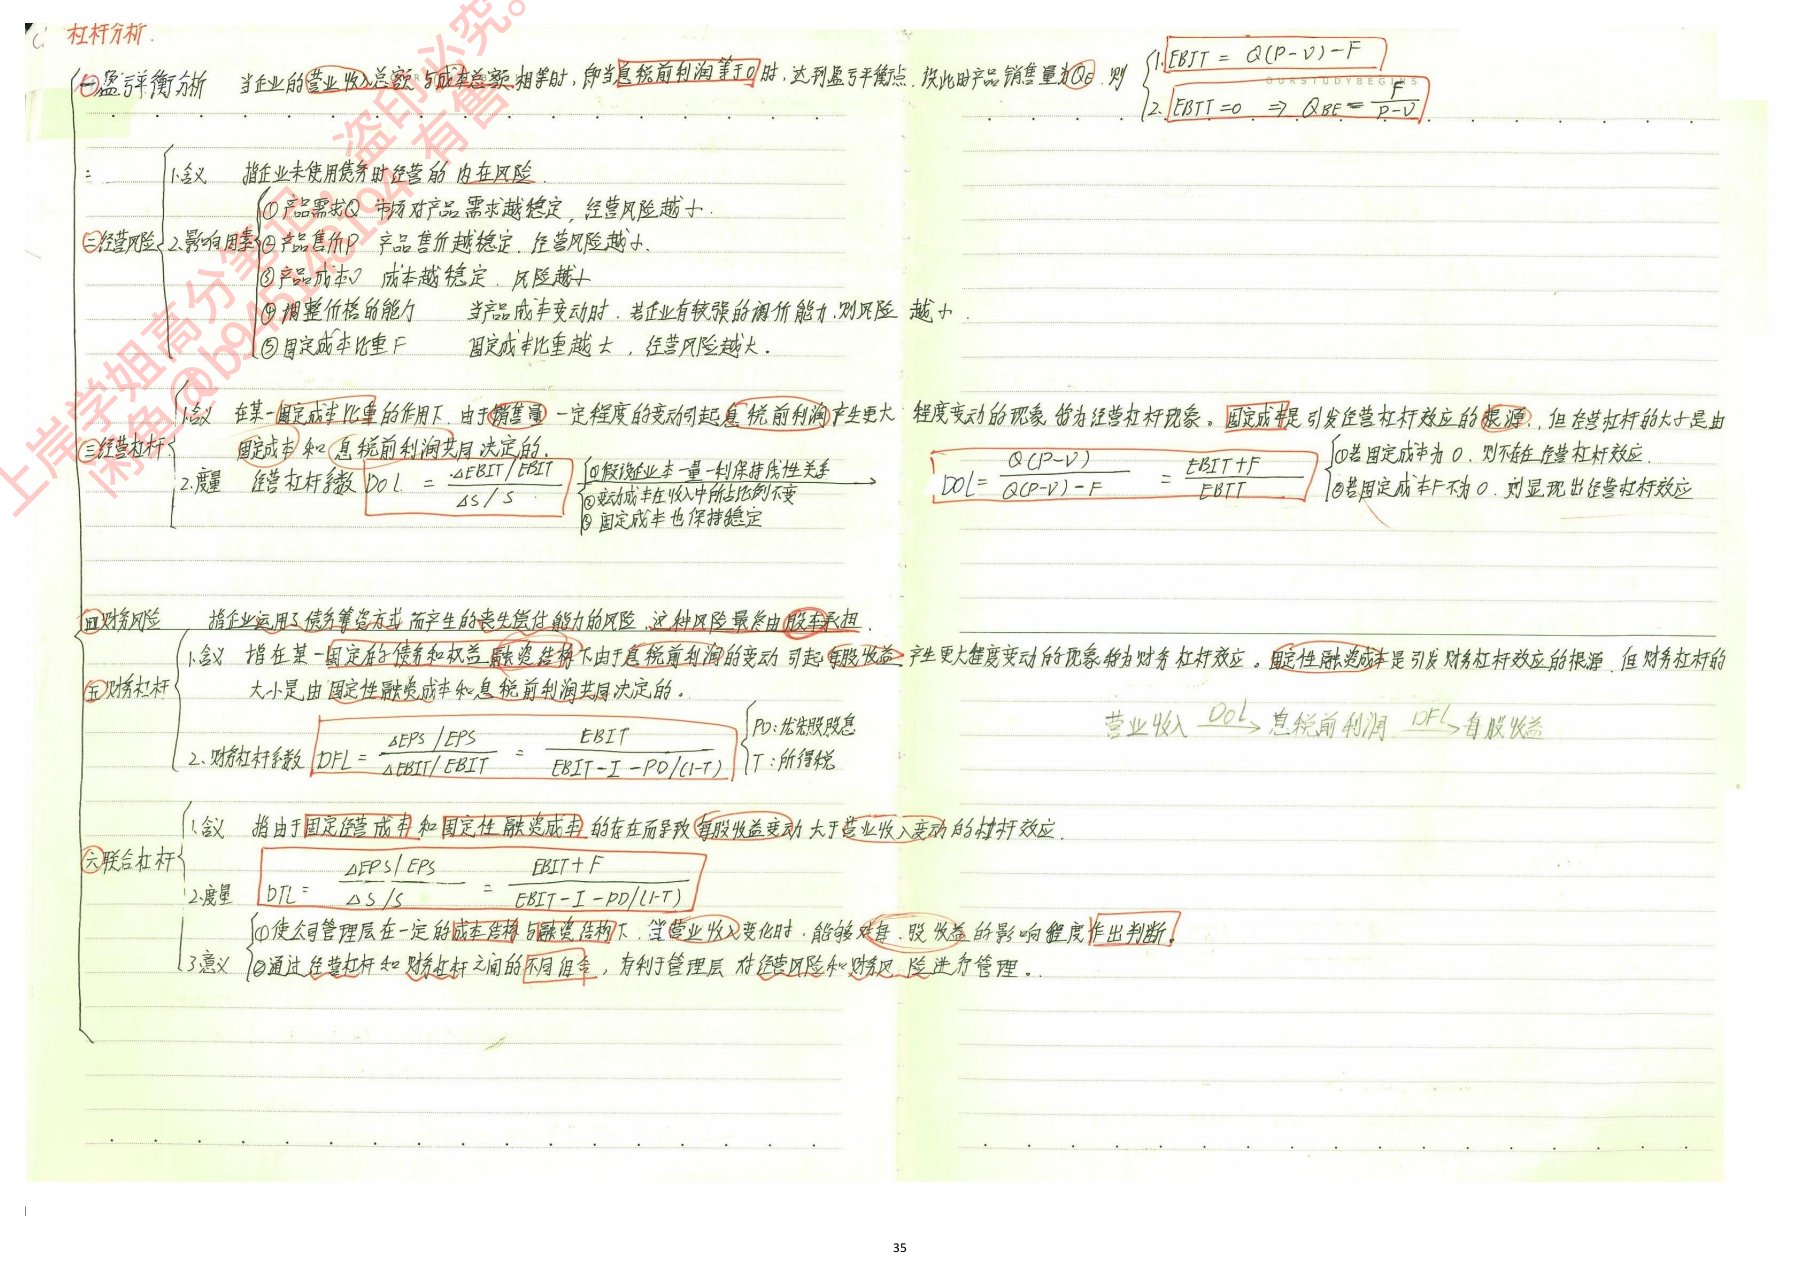 杠杆分析.
上岸学姐高分笔记，盗印必究。
闲鱼@b945148194有售
㊀盈亏平衡分析 当企业的营业收入总额与成本总额相等时,即当息税前利润等于0时,达到盈亏平衡点.设此时产品销售量为QE.则
1. EBIT = Q(P-V)-F
OURSTUDYBEGINS
2. EBIT=0 ⇒ QBE = F/(P-V)
㊁经营风险
1.含义 指企业未使用债务时经营的内在风险.
2.影响因素
①产品需求Q 市场对产品需求越稳定,经营风险越小.
②产品售价P 产品售价越稳定.经营风险越小.
③产品成本V 成本越稳定.风险越小
④调整价格的能力 当产品成本变动时.若企业有较强的调价能力.则风险越小.
⑤固定成本比重F 固定成本比重越大,经营风险越大.
㊂经营杠杆
1.含义 在某一固定成本比重的作用下.由于销售量一定程度的变动引起息税前利润产生更大程度变动的现象称为经营杠杆现象。固定成本是引发经营杠杆效应的根源.,但经营杠杆的大小是由
固定成本和息税前利润共同决定的.
2.度量 经营杠杆系数 DOL = (ΔEBIT/EBIT)/(ΔS/S)
①假设企业本一量一利保持线性关系
②变动成本在收入中所占比例不变
③固定成本也保持稳定
DOL= Q(P-V)/(Q(P-V)-F) = (EBIT+F)/EBIT
①若固定成本为0.则不存在经营杠杆效应.
②若固定成本F不为0.则显现出经营杠杆效应
㊃财务风险 指企业运用了债务筹资方式而产生的丧失偿付能力的风险,这种风险最终由股东承担.
㊄财务杠杆
1.含义 指在某一固定的债务和权益融资结构下由于息税前利润的变动引起每股收益产生更大程度变动的现象称为财务杠杆效应。固定性融资成本是引发财务杠杆效应的根源.但财务杠杆的
大小是由固定性融资成本和息税前利润共同决定的。
营业收入 DOL→ 息税前利润 DFL→ 每股收益
2.财务杠杆系数 DFL = (ΔEPS/EPS)/(ΔEBIT/EBIT) = EBIT/(EBIT-I-PD/(1-T))
PD:优先股股息
T:所得税
㊅联合杠杆
1.含义 指由于固定经营成本和固定性融资成本的存在而导致每股收益变动大于营业收入变动的杠杆效应.
2.度量 DTL= (ΔEPS/EPS)/(ΔS/S) = (EBIT+F)/(EBIT-I-PD/(1-T))
3.意义
①使公司管理层在一定的成本结构与融资结构下.当营业收入变化时.能够对每.股收益的影响程度作出判断。
②通过经营杠杆和财务杠杆之间的不同组合,有利于管理层对经营风险和财务风险进行管理。
35